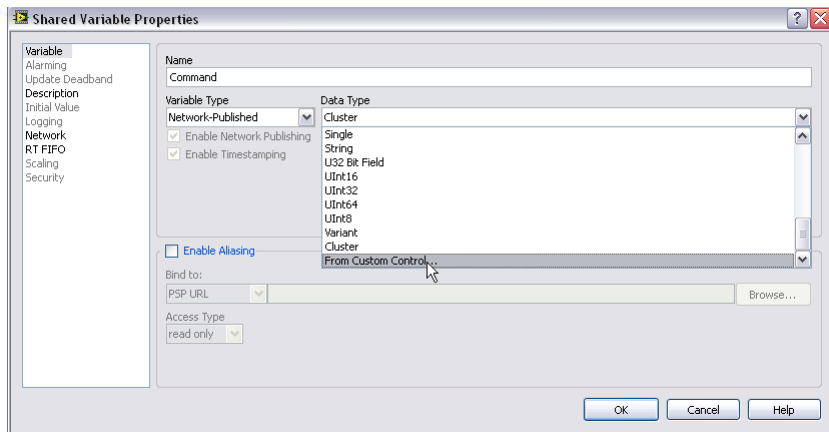 Shared Variable Properties
Variable
Alarming
Update Deadband
Description
Initial Value
Logging
Network
RT FIFO
Scaling
Security
Name
Command
Variable Type
Data Type
Network-Published
Cluster
Enable Network Publishing
Enable Timestamping
Single
String
U32 Bit Field
UInt16
UInt32
UInt64
UInt8
Variant
Cluster
From Custom Control...
Enable Aliasing
Bind to:
PSP URL
Browse...
Access Type
read only
OK
Cancel
Help